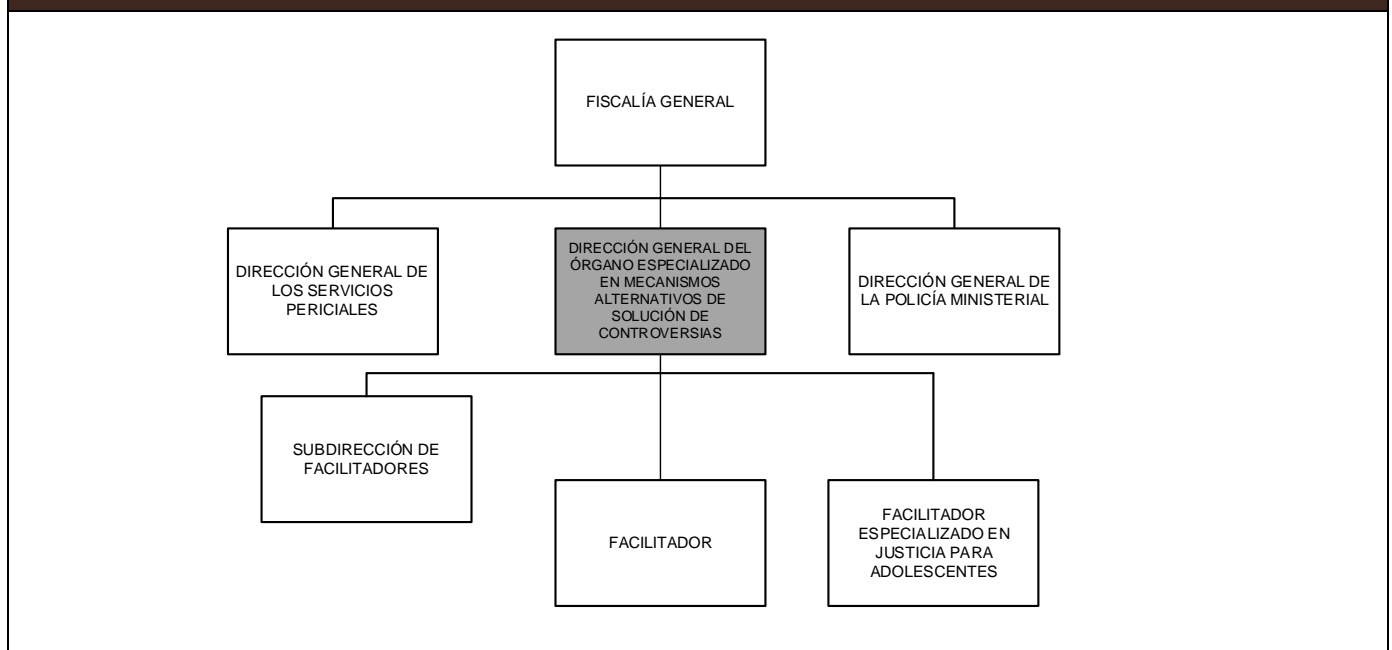 FISCALÍA GENERAL
DIRECCIÓN GENERAL DE
LOS SERVICIOS
PERICIALES
DIRECCIÓN GENERAL DEL
ÓRGANO ESPECIALIZADO
EN MECANISMOS
ALTERNATIVOS DE
SOLUCIÓN DE
CONTROVERSIAS
DIRECCIÓN GENERAL DE
LA POLICÍA MINISTERIAL
SUBDIRECCIÓN DE
FACILITADORES
FACILITADOR
FACILITADOR
ESPECIALIZADO EN
JUSTICIA PARA
ADOLESCENTES